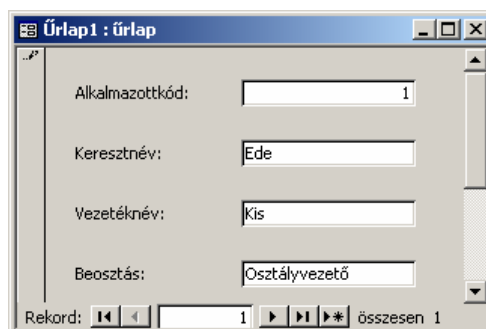 Űrlap1 : űrlap
Alkalmazottkód: 1
Keresztnév: Ede
Vezetéknév: Kis
Beosztás: Osztályvezető
Rekord: 1 összesen 1